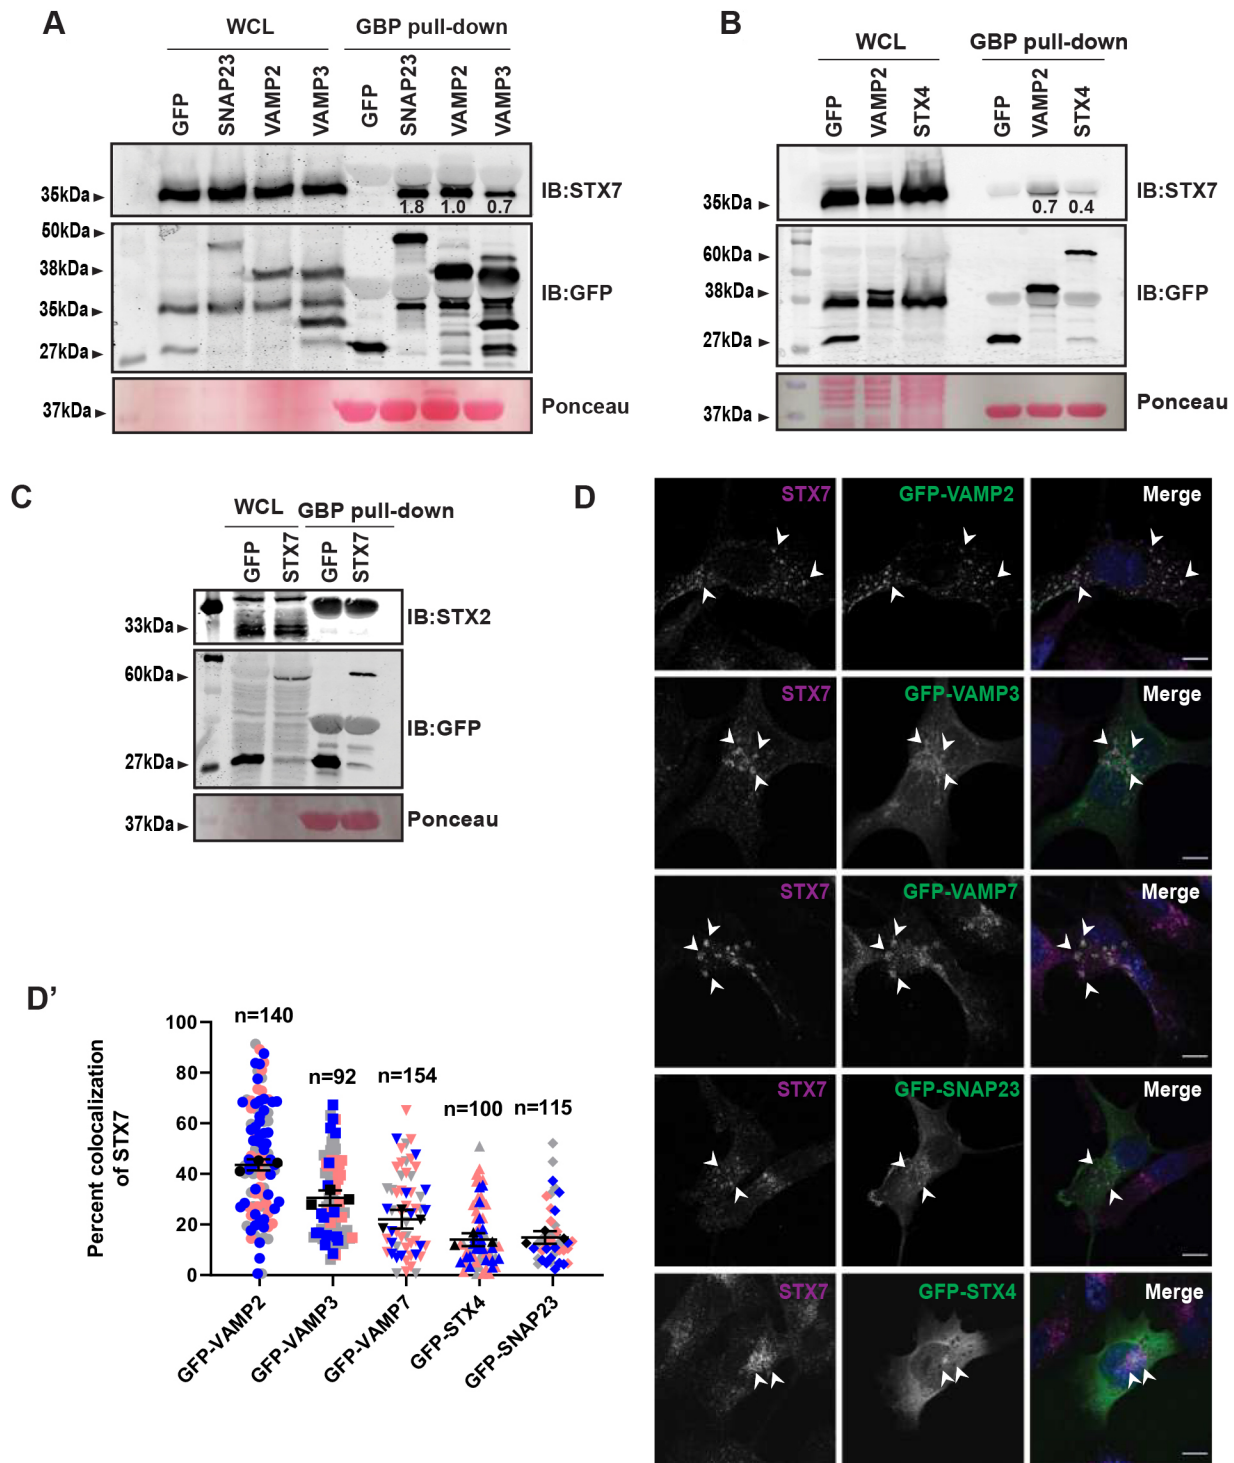 A
WCL
GBP pull-down
GFP
SNAP23
VAMP2
VAMP3
GFP
SNAP23
VAMP2
VAMP3
35kDa
IB:STX7
1.8 1.0 0.7
50kDa
38kDa
IB:GFP
35kDa
27kDa
37kDa
Ponceau
B
WCL
GBP pull-down
GFP
VAMP2
STX4
GFP
VAMP2
STX4
35kDa
IB:STX7
0.7 0.4
60kDa
38kDa
IB:GFP
27kDa
37kDa
Ponceau
C
WCL
GBP pull-down
GFP
STX7
GFP
STX7
33kDa
IB:STX2
60kDa
IB:GFP
27kDa
37kDa
Ponceau
D
STX7 GFP-VAMP2 Merge
STX7 GFP-VAMP3 Merge
STX7 GFP-VAMP7 Merge
STX7 GFP-SNAP23 Merge
STX7 GFP-STX4 Merge
D’
Percent colocalization
of STX7
100
80
60
40
20
0
n=140
n=92
n=154
n=100
n=115
GFP-VAMP2
GFP-VAMP3
GFP-VAMP7
GFP-STX4
GFP-SNAP23